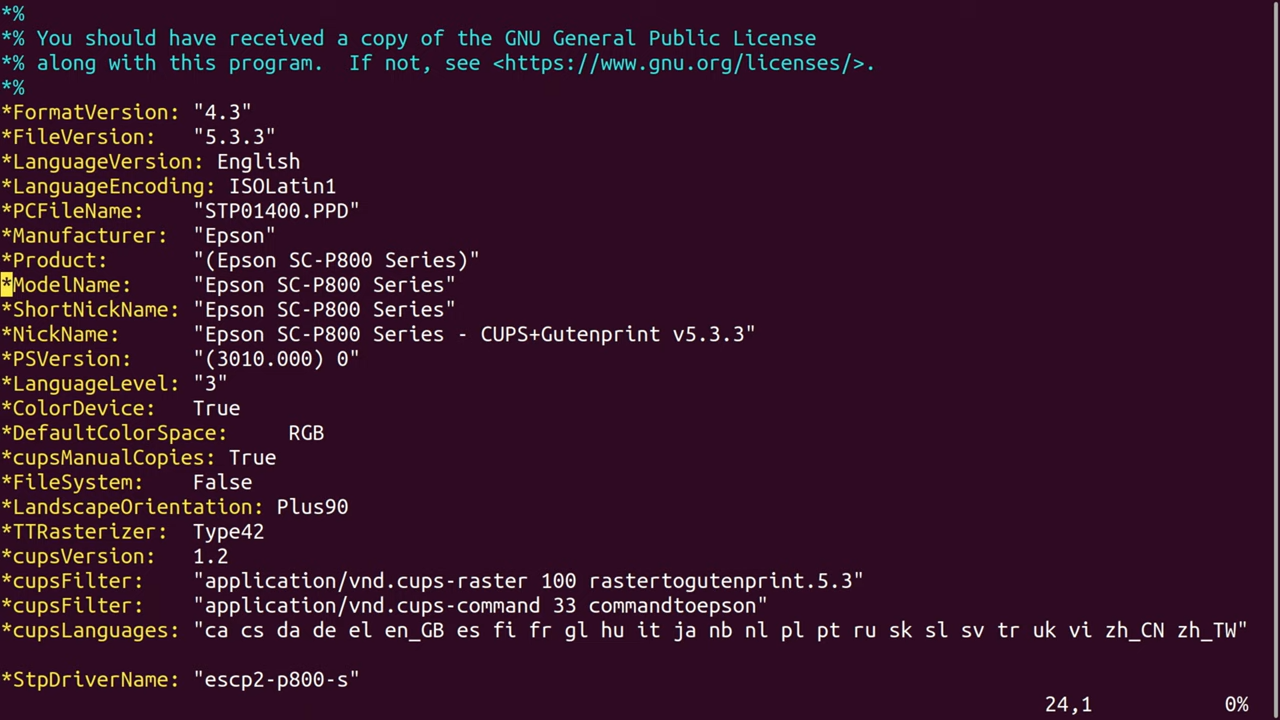 *%
*% You should have received a copy of the GNU General Public License
*% along with this program.  If not, see <https://www.gnu.org/licenses/>.
*%
*FormatVersion: "4.3"
*FileVersion:   "5.3.3"
*LanguageVersion: English
*LanguageEncoding: ISOLatin1
*PCFileName:    "STP01400.PPD"
*Manufacturer:  "Epson"
*Product:       "(Epson SC-P800 Series)"
*ModelName:     "Epson SC-P800 Series"
*ShortNickName: "Epson SC-P800 Series"
*NickName:      "Epson SC-P800 Series - CUPS+Gutenprint v5.3.3"
*PSVersion:     "(3010.000) 0"
*LanguageLevel: "3"
*ColorDevice:   True
*DefaultColorSpace:     RGB
*cupsManualCopies: True
*FileSystem:    False
*LandscapeOrientation: Plus90
*TTRasterizer:  Type42
*cupsVersion:   1.2
*cupsFilter:    "application/vnd.cups-raster 100 rastertogutenprint.5.3"
*cupsFilter:    "application/vnd.cups-command 33 commandtoepson"
*cupsLanguages: "ca cs da de el en_GB es fi fr gl hu it ja nb nl pl pt ru sk sl sv tr uk vi zh_CN zh_TW"
*StpDriverName: "escp2-p800-s"
24,1          0%